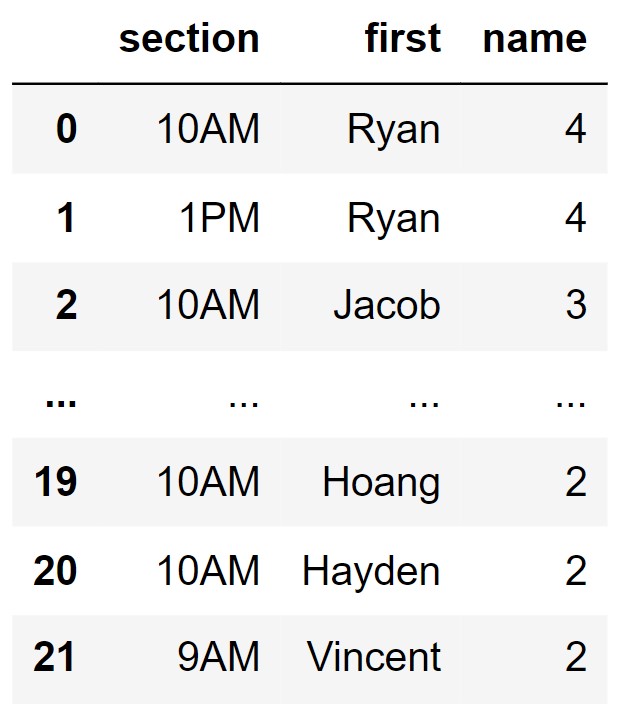 section first name
0 10AM Ryan 4
1 1PM Ryan 4
2 10AM Jacob 3
... ... ... ...
19 10AM Hoang 2
20 10AM Hayden 2
21 9AM Vincent 2